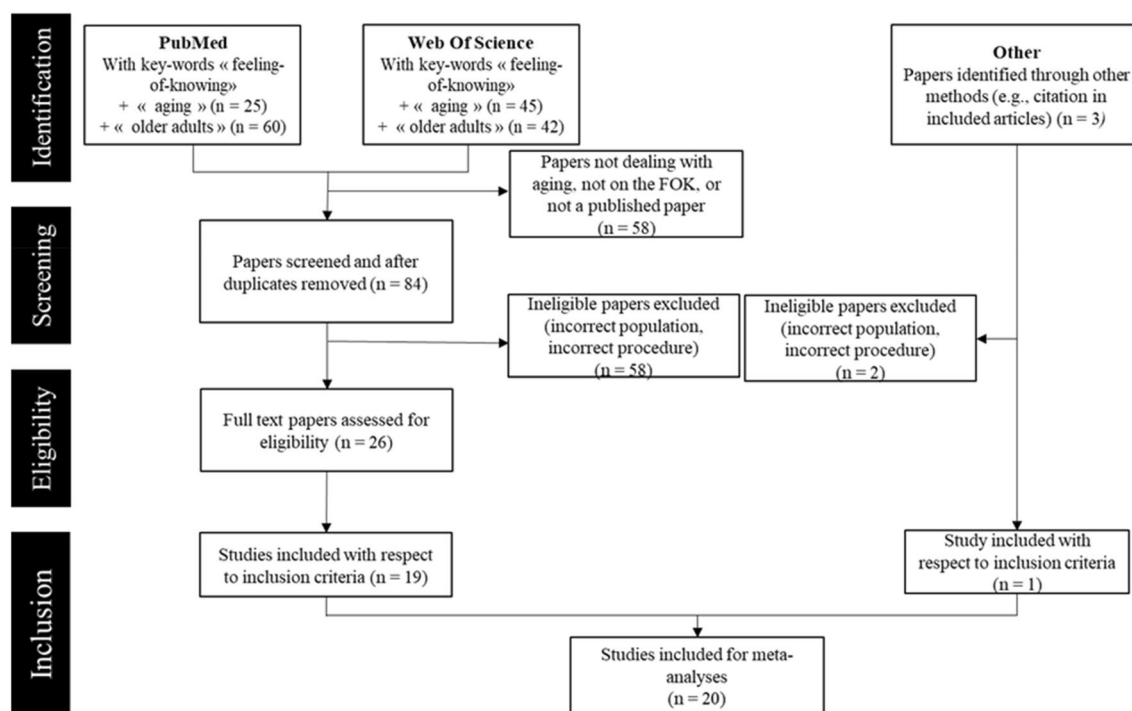 Identification
PubMed
With key-words « feeling-
of-knowing»
+ « aging » (n = 25)
+ « older adults » (n = 60)
Web Of Science
With key-words « feeling-
of-knowing»
+ « aging » (n = 45)
+ « older adults » (n = 42)
Other
Papers identified through other
methods (e.g., citation in
included articles) (n = 3)
Papers not dealing with
aging, not on the FOK, or
not a published paper
(n = 58)
Screening
Papers screened and after
duplicates removed (n = 84)
Ineligible papers excluded
(incorrect population,
incorrect procedure)
(n = 58)
Ineligible papers excluded
(incorrect population,
incorrect procedure)
(n = 2)
Eligibility
Full text papers assessed for
eligibility (n = 26)
Inclusion
Studies included with respect
to inclusion criteria (n = 19)
Study included with
respect to inclusion criteria
(n = 1)
Studies included for meta-
analyses
(n = 20)